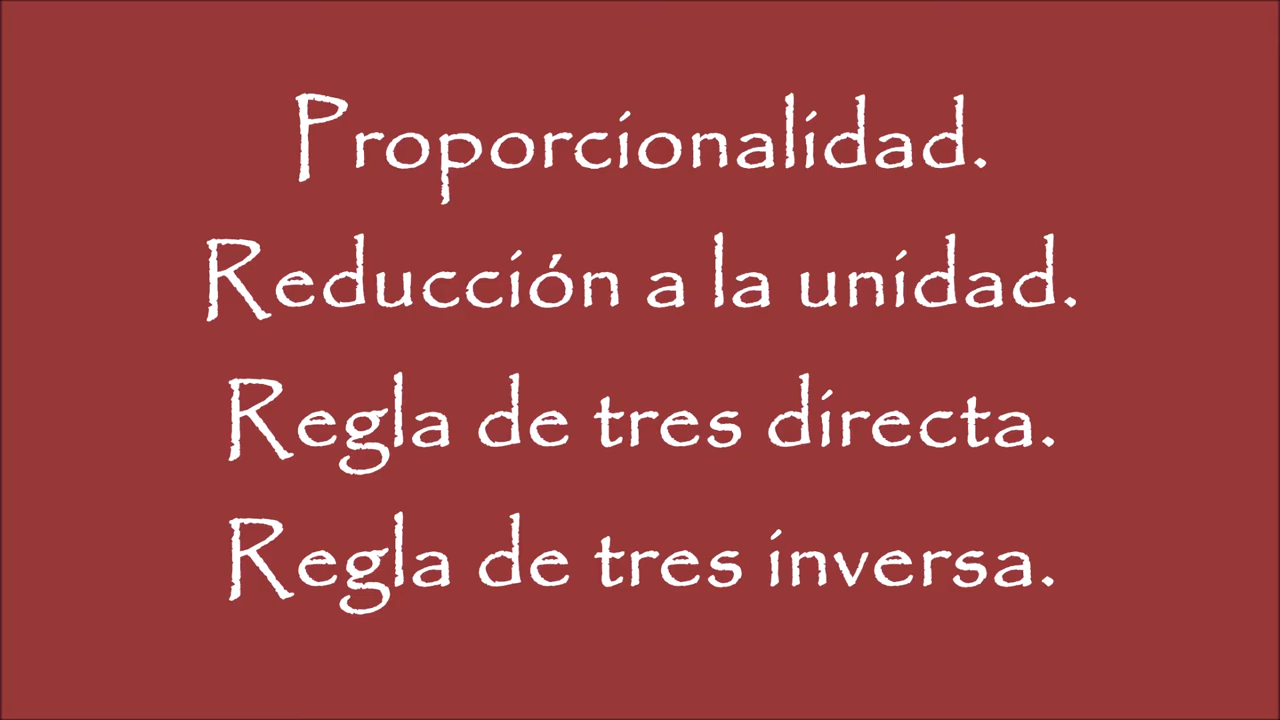 Proporcionalidad.
Reducción a la unidad.
Regla de tres directa.
Regla de tres inversa.